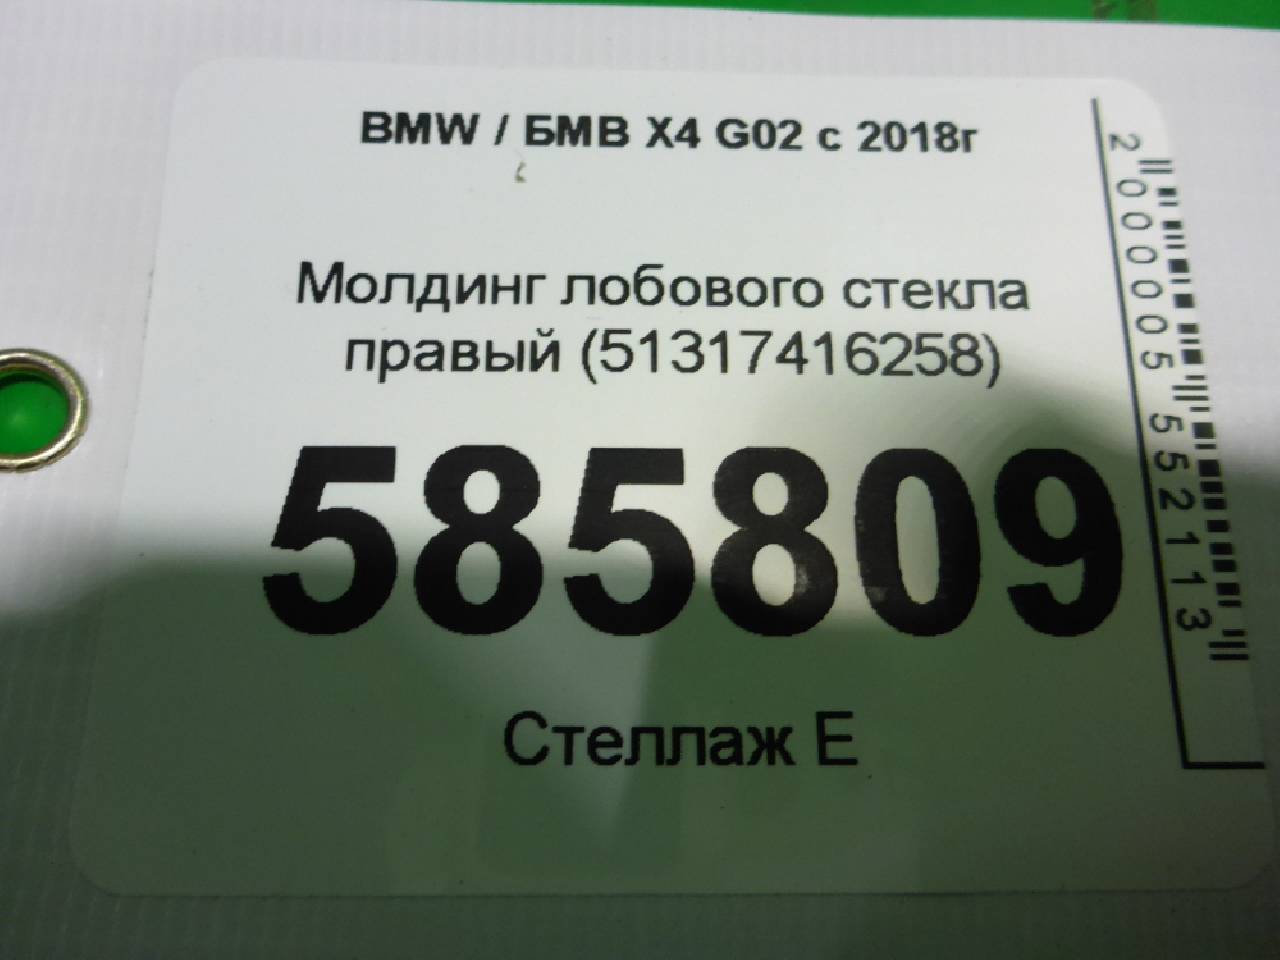 BMW / БМВ X4 G02 с 2018г
Молдинг лобового стекла
правый (51317416258)
585809
Стеллаж Е
2000005552113